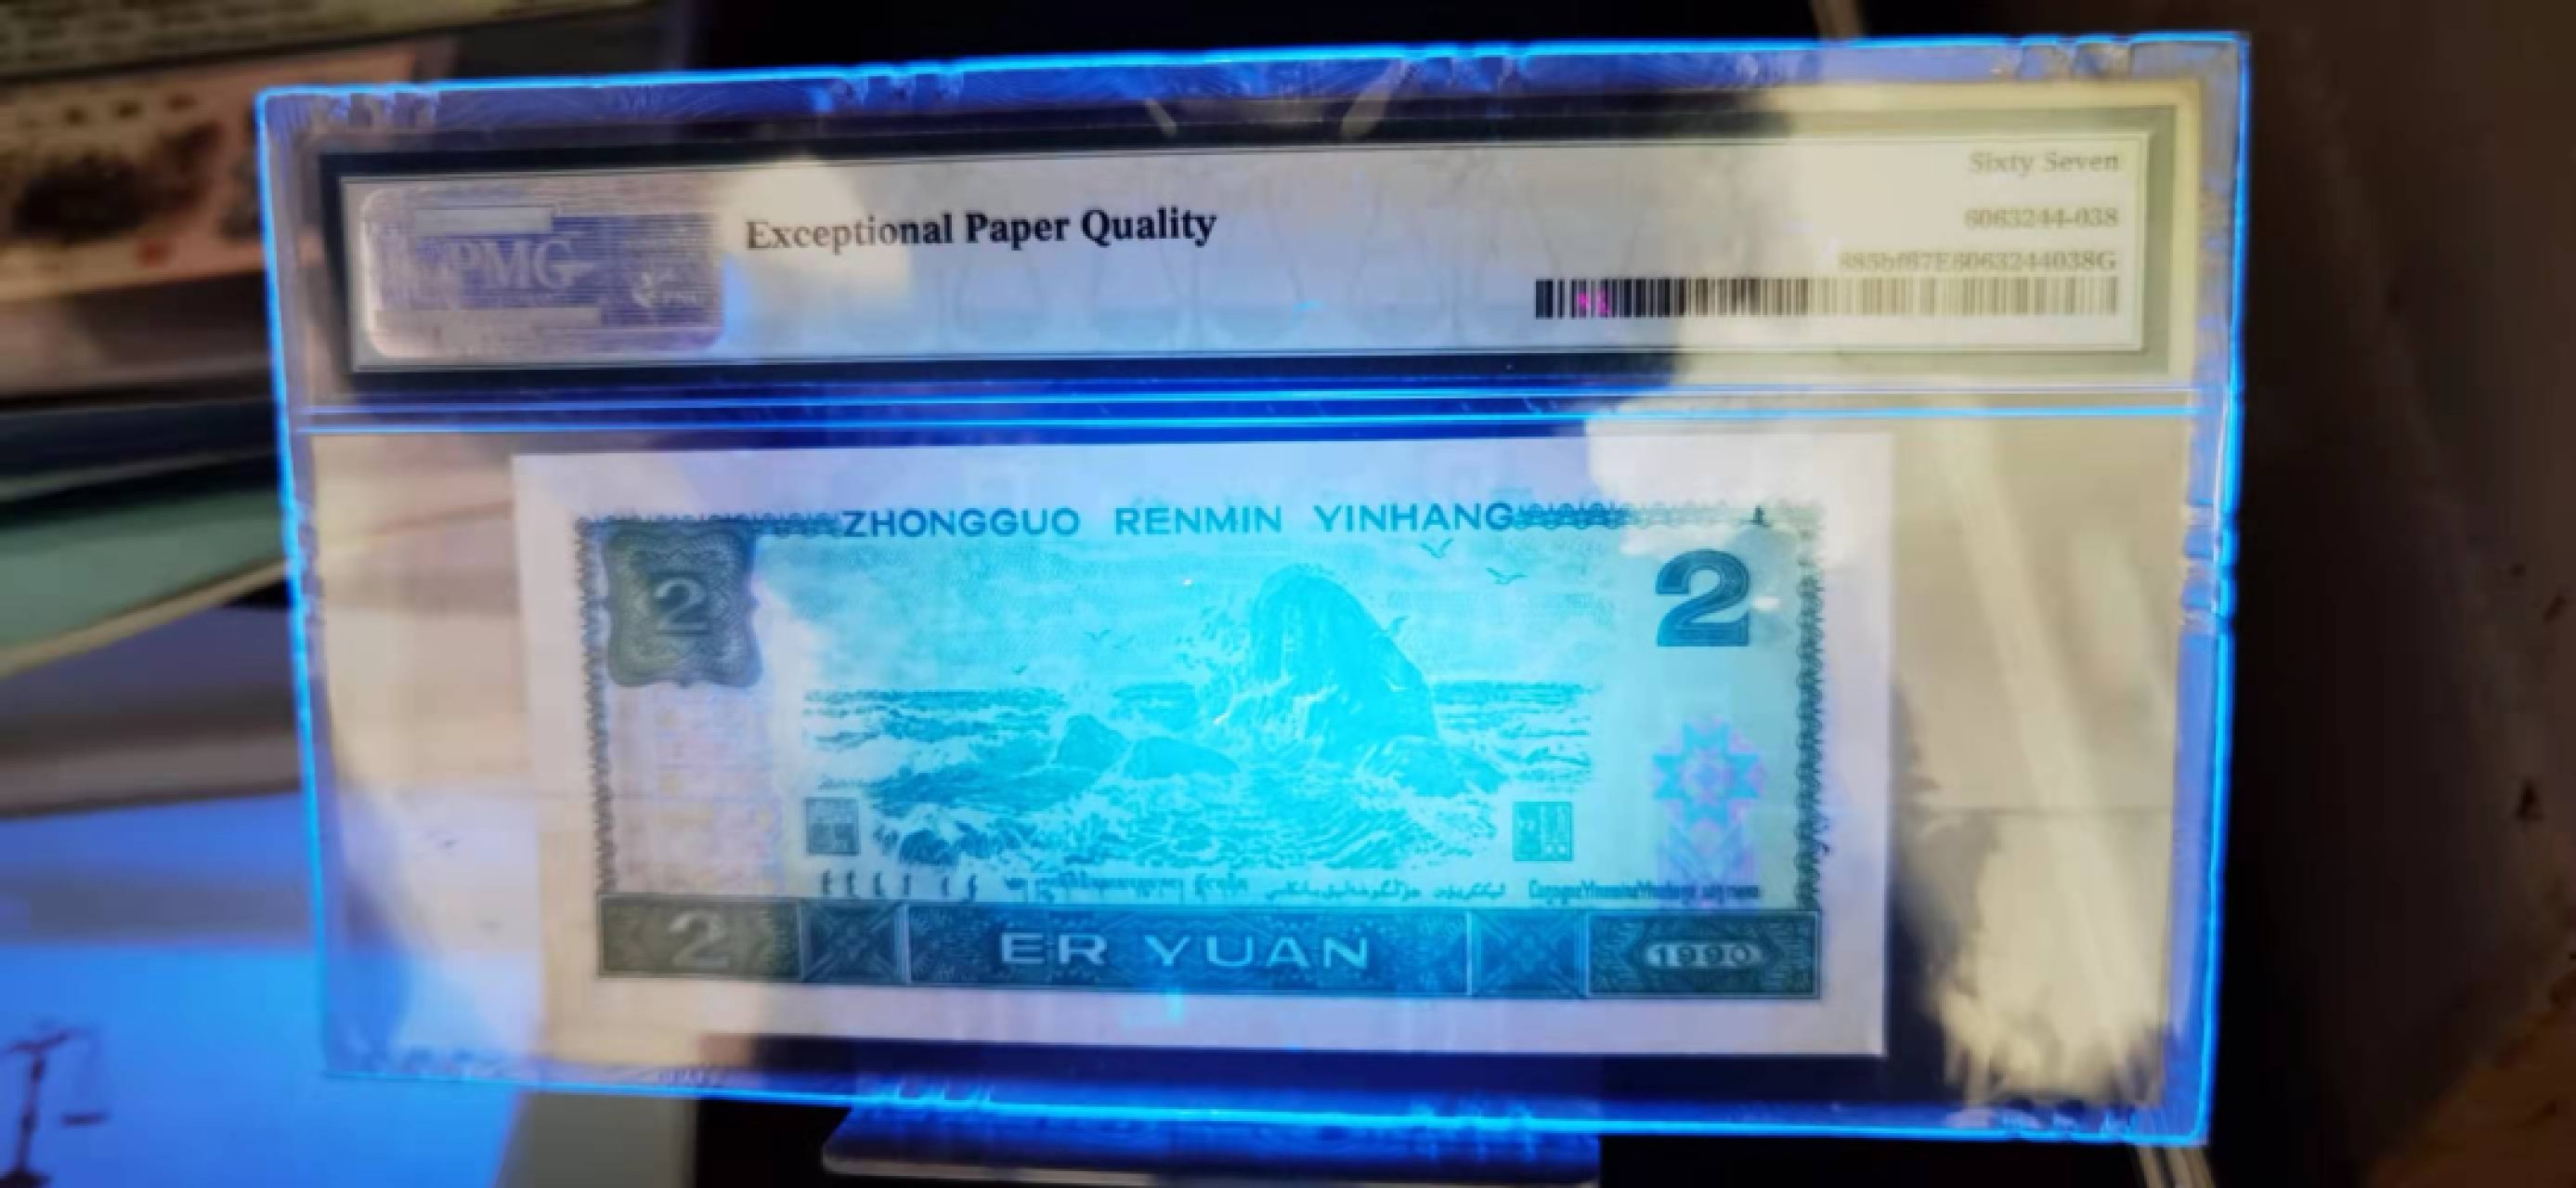 PMG
Exceptional Paper Quality
Sixty Seven
6063244-038
ZHONGGUO RENMIN YINHANG
2
2
2
ER YUAN
1990